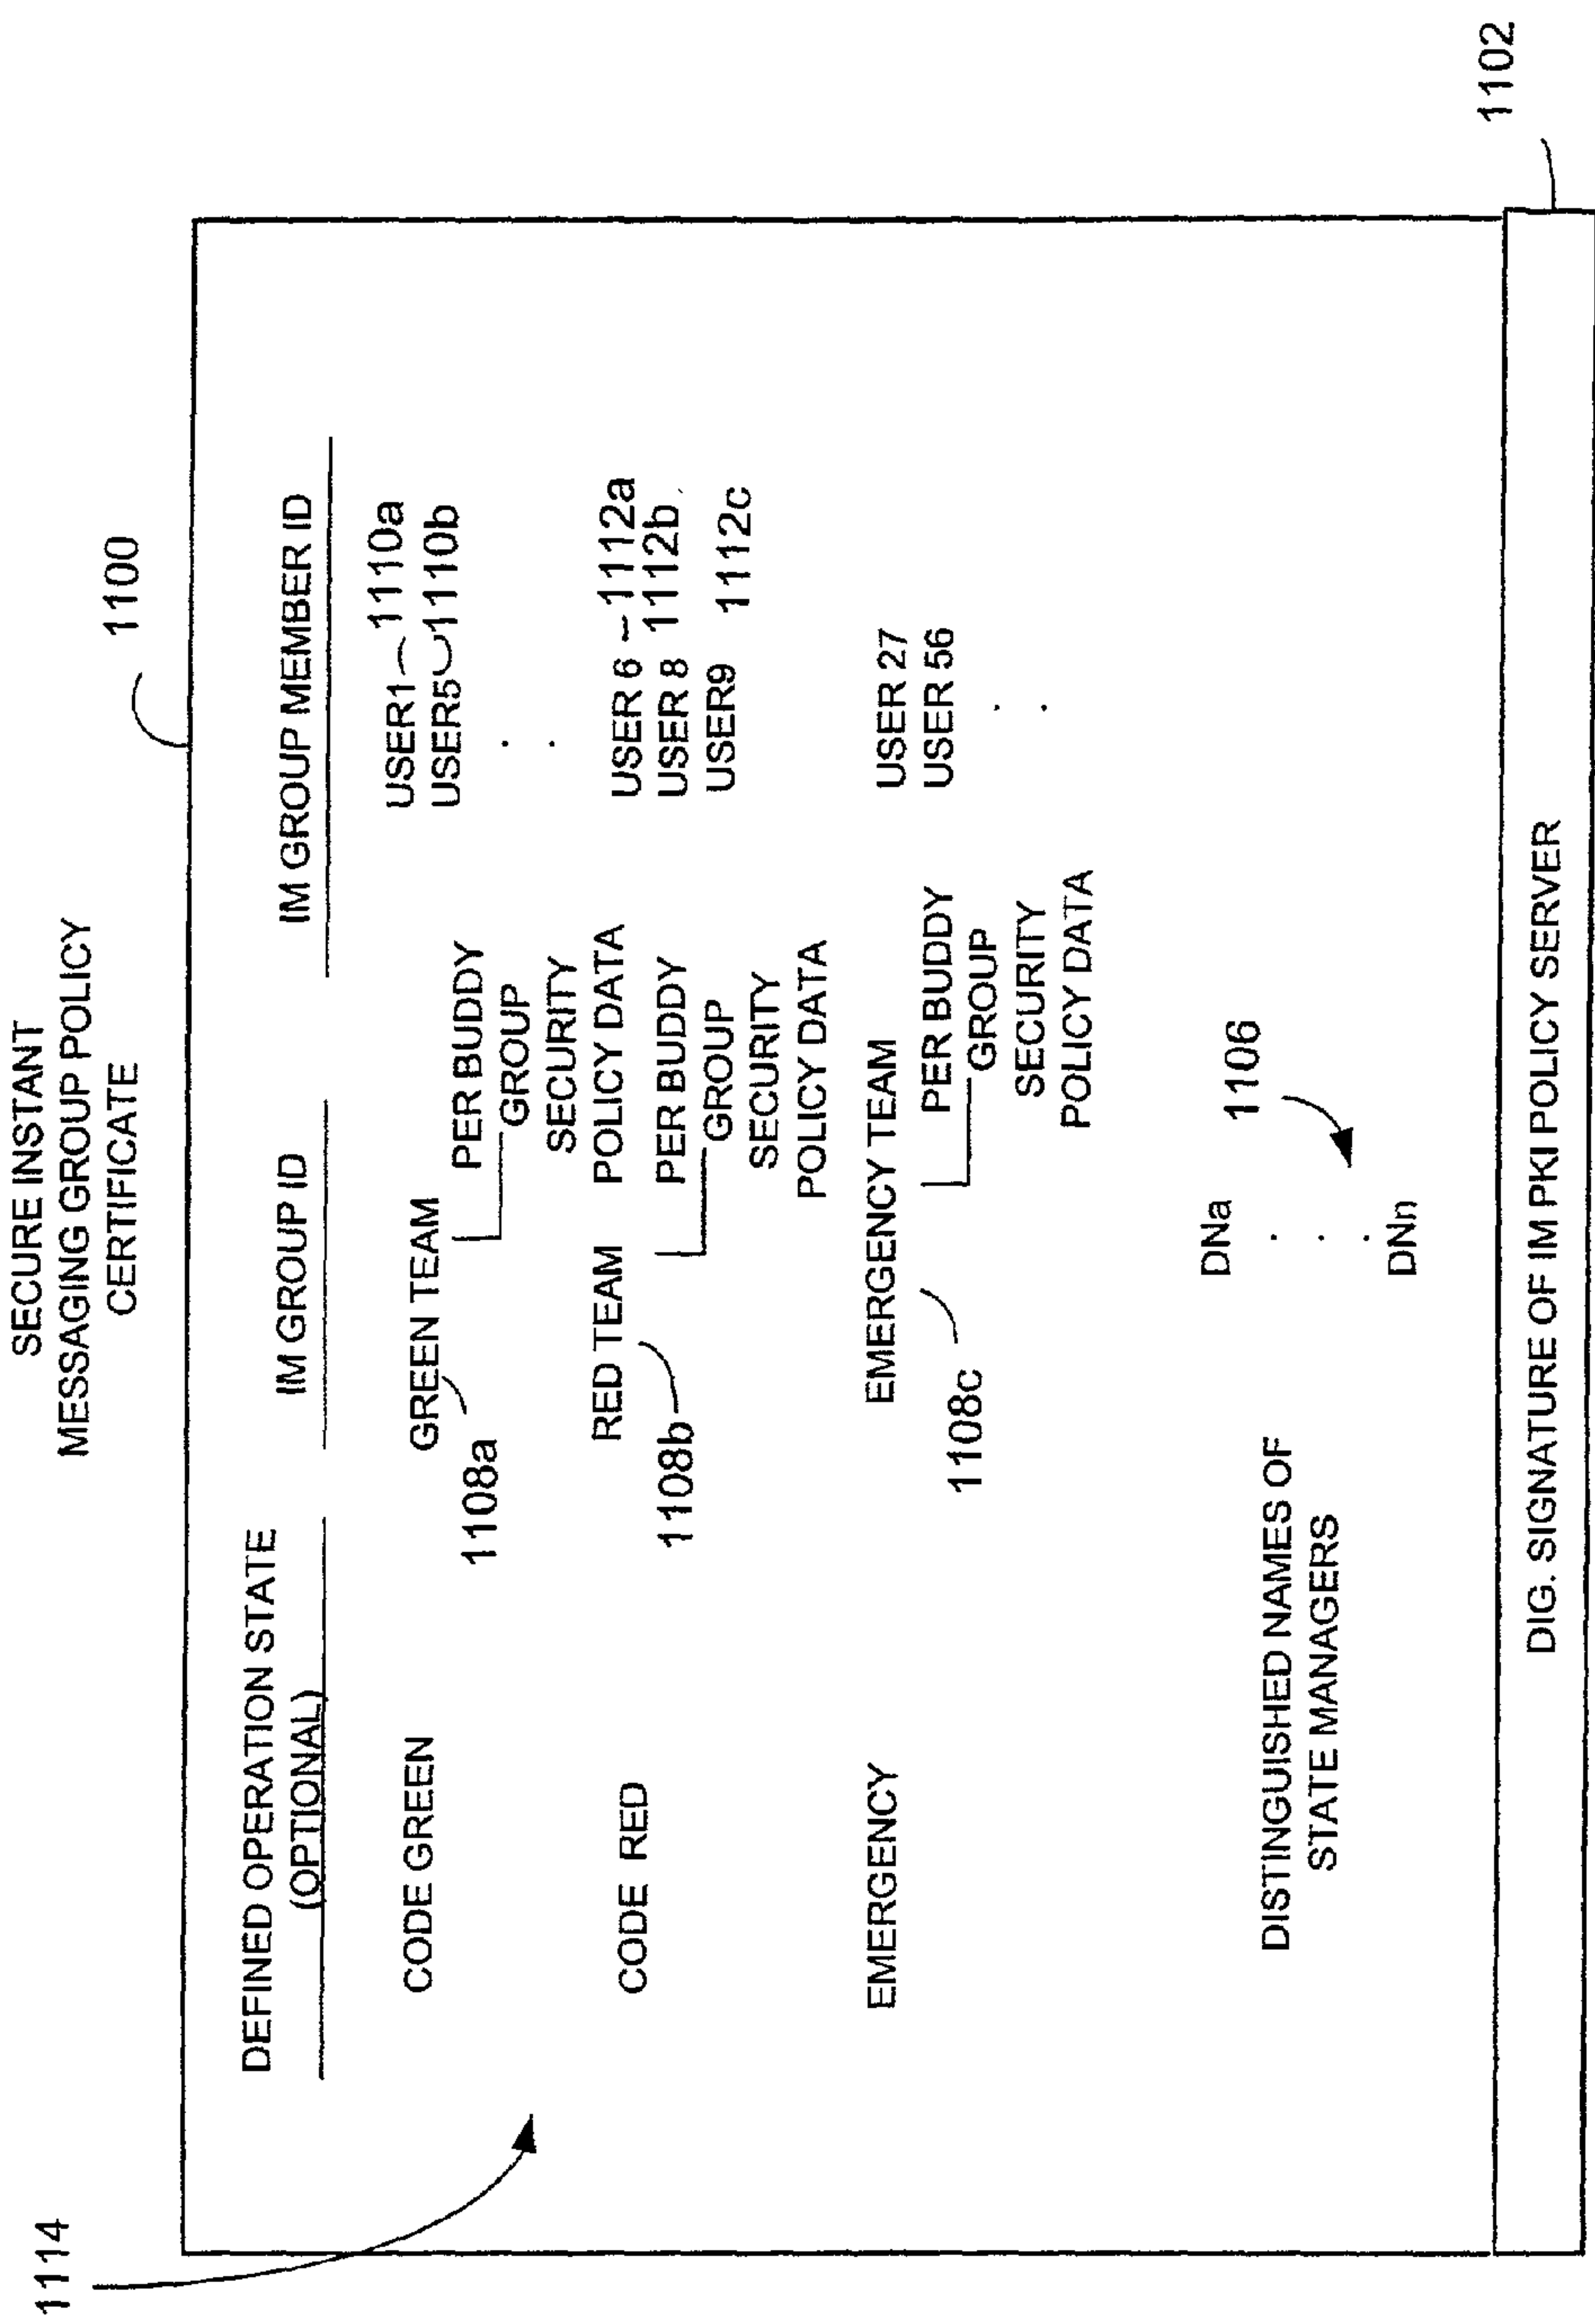 SECURE INSTANT
MESSAGING GROUP POLICY
CERTIFICATE
1100
1114
DEFINED OPERATION STATE
(OPTIONAL)
IM GROUP ID
IM GROUP MEMBER ID
CODE GREEN
GREEN TEAM
1108a
PER BUDDY
GROUP
SECURITY
POLICY DATA
USER1
1110a
USER5
1110b
.
.
CODE RED
RED TEAM
1108b
PER BUDDY
GROUP
SECURITY
POLICY DATA
USER 6
1112a
USER 8
1112b
USER9
1112c
EMERGENCY
EMERGENCY TEAM
1108c
PER BUDDY
GROUP
SECURITY
POLICY DATA
USER 27
USER 56
.
.
DISTINGUISHED NAMES OF
STATE MANAGERS
DNa
.
.
.
DNn
1106
DIG. SIGNATURE OF IM PKI POLICY SERVER
1102